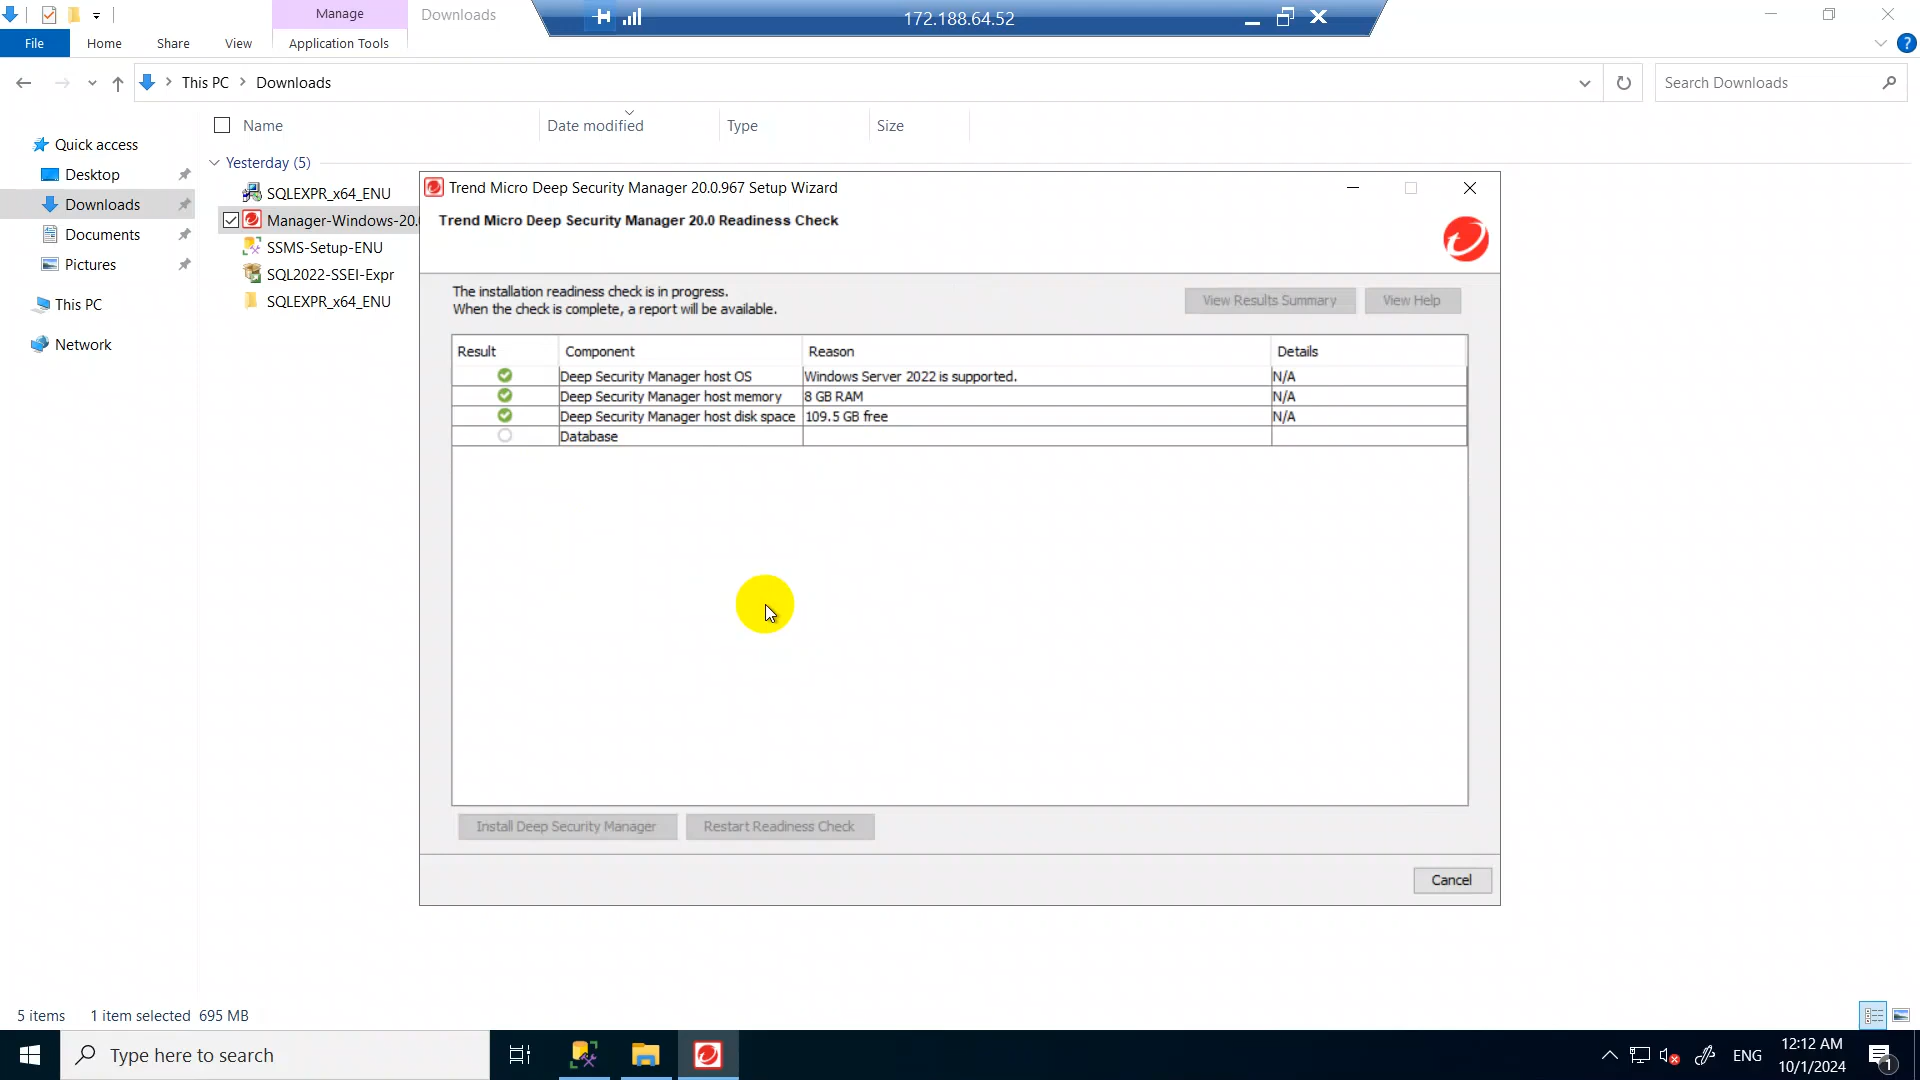 Manage
Downloads
172.188.64.52
File
Home
Share
View
Application Tools
?
This PC
Downloads
Search Downloads
Name
Date modified
Type
Size
Quick access
Desktop
Downloads
Documents
Pictures
This PC
Network
Yesterday (5)
SQLEXPR_x64_ENU
Manager-Windows-20.
SSMS-Setup-ENU
SQL2022-SSEI-Expr
SQLEXPR_x64_ENU
Trend Micro Deep Security Manager 20.0.967 Setup Wizard
Trend Micro Deep Security Manager 20.0 Readiness Check
The installation readiness check is in progress.
When the check is complete, a report will be available.
View Results Summary
View Help
Result Component Reason Details
Deep Security Manager host OS Windows Server 2022 is supported. N/A
Deep Security Manager host memory 8 GB RAM N/A
Deep Security Manager host disk space 109.5 GB free N/A
Database
Install Deep Security Manager
Restart Readiness Check
Cancel
5 items 1 item selected 695 MB
Type here to search
ENG
12:12 AM
10/1/2024
1